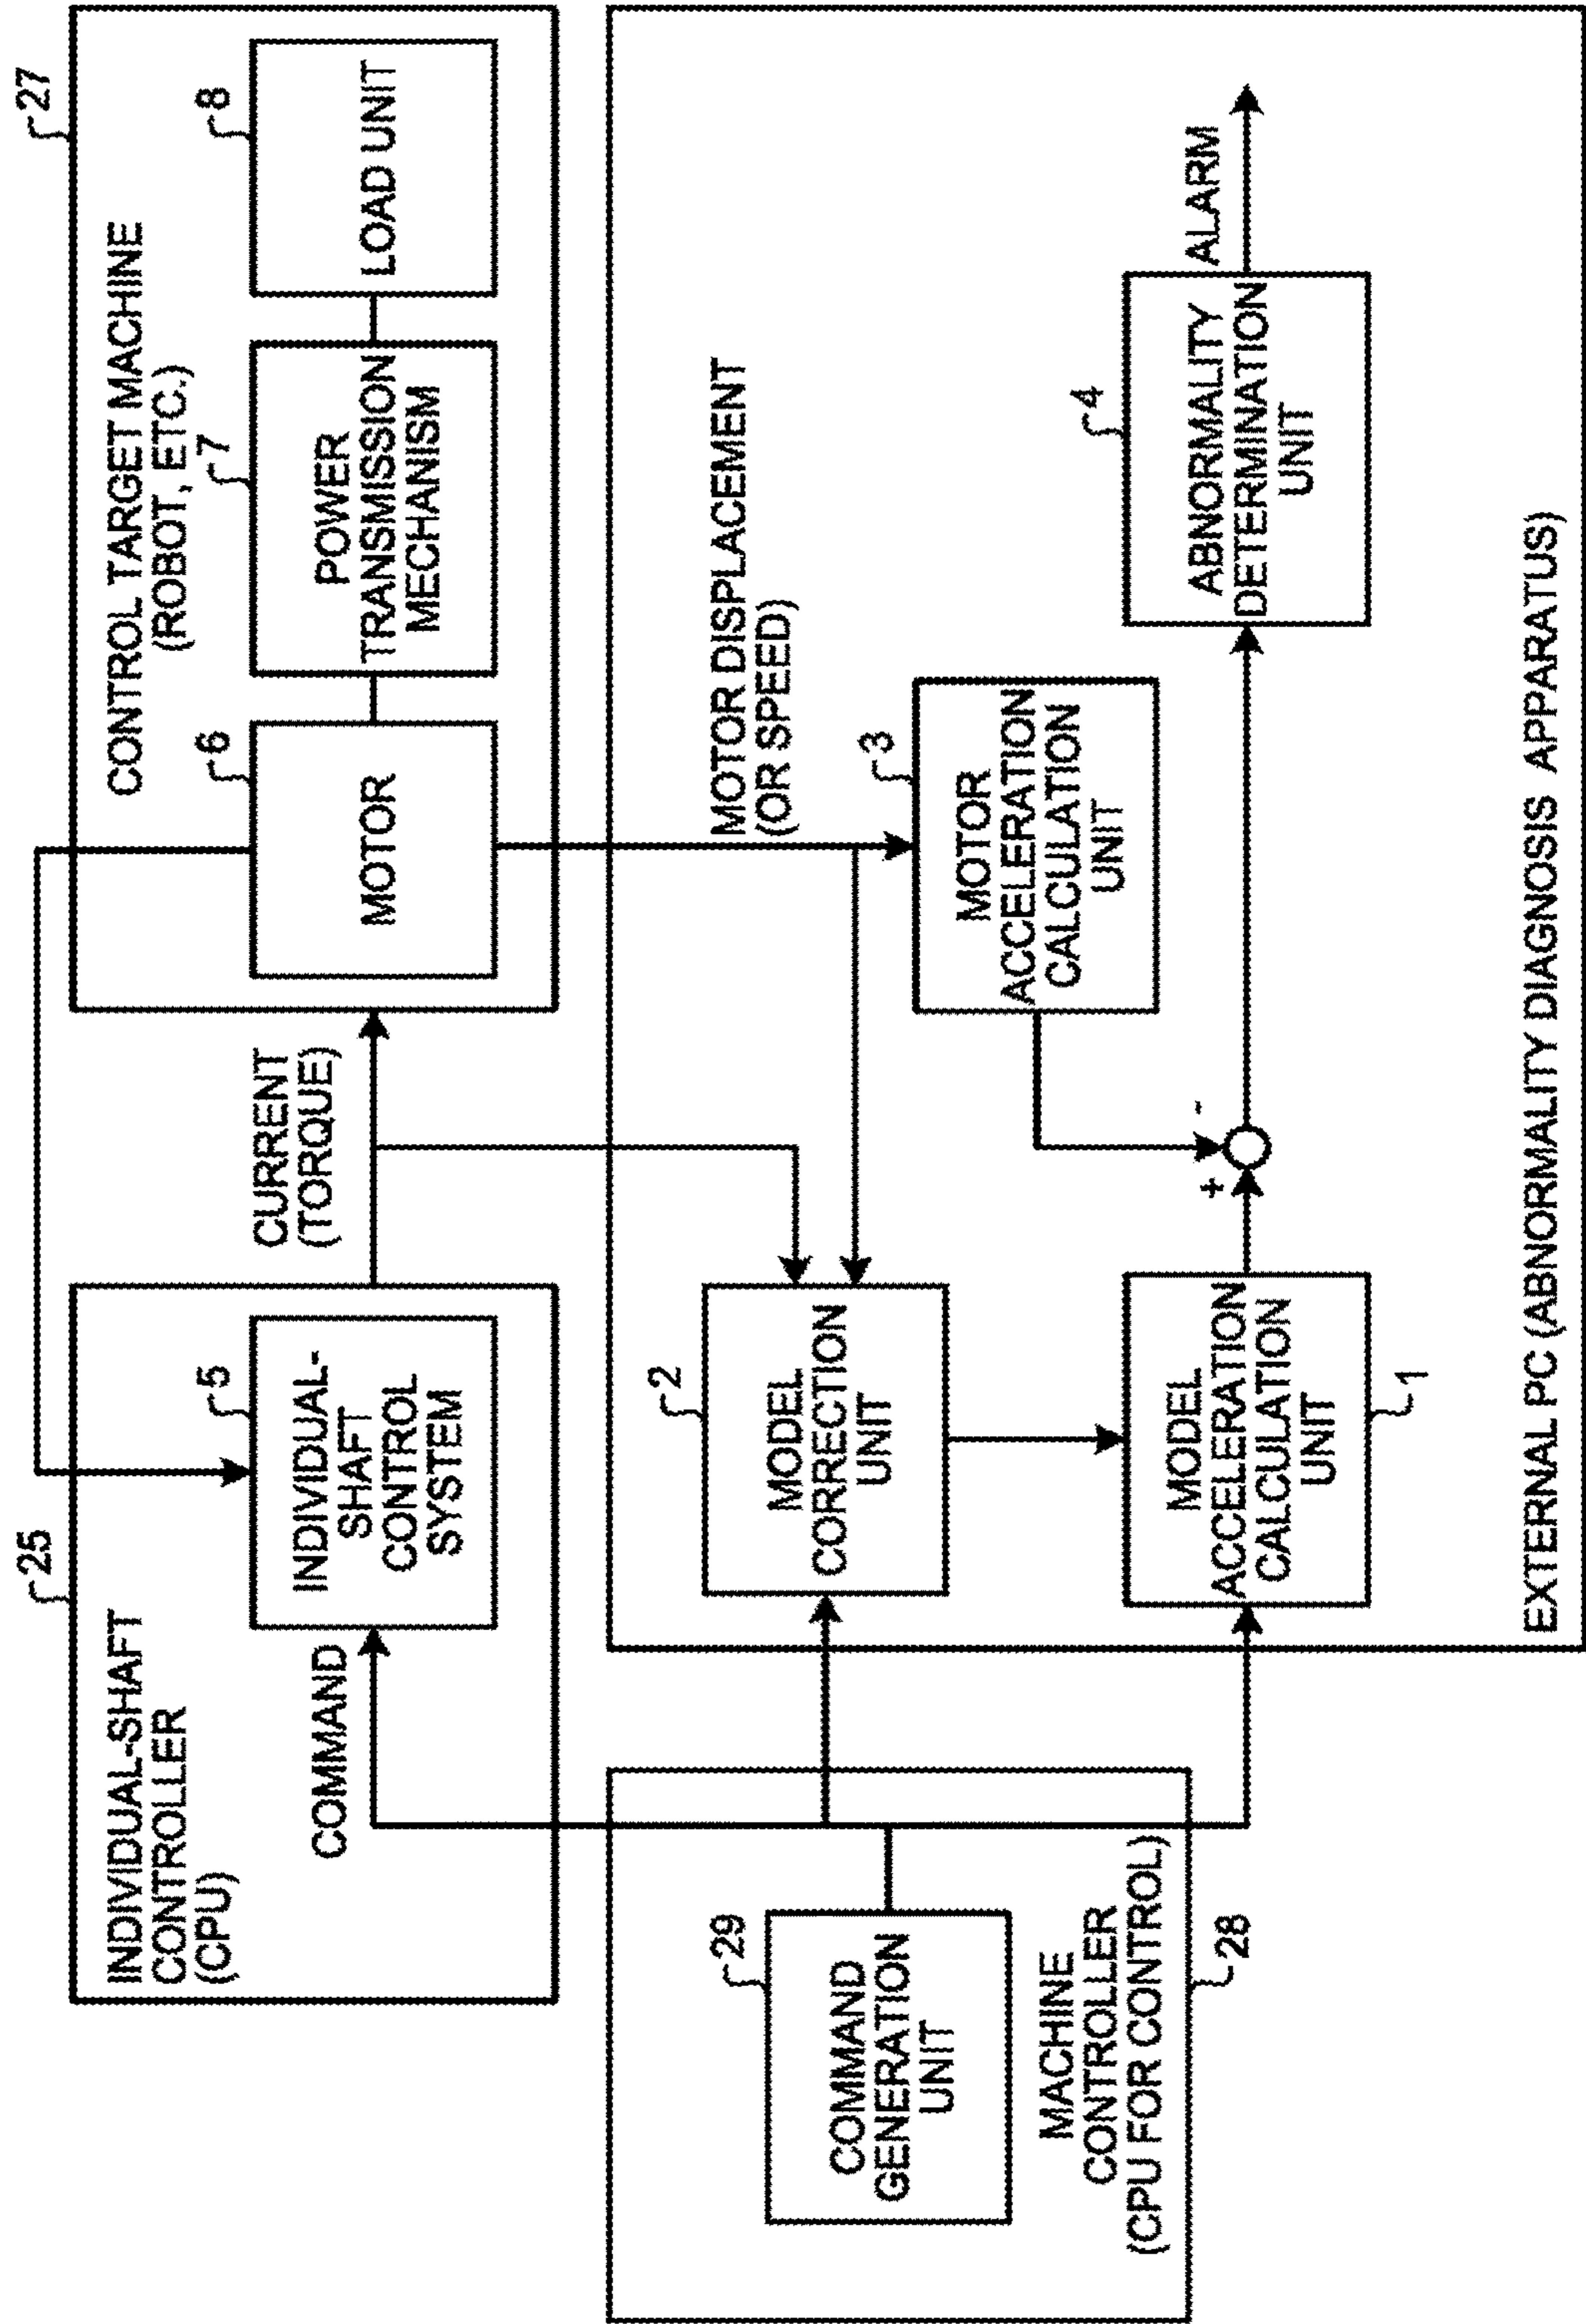 INDIVIDUAL-SHAFT
CONTROLLER
(CPU)
25
COMMAND
5
INDIVIDUAL-
SHAFT
CONTROL
SYSTEM
CURRENT
(TORQUE)
27
CONTROL TARGET MACHINE
(ROBOT, ETC.)
6
MOTOR
7
POWER
TRANSMISSION
MECHANISM
8
LOAD UNIT
29
COMMAND
GENERATION
UNIT
MACHINE
CONTROLLER
(CPU FOR CONTROL)
28
2
MODEL
CORRECTION
UNIT
MOTOR DISPLACEMENT
(OR SPEED)
3
MOTOR
ACCELERATION
CALCULATION
UNIT
MODEL
ACCELERATION
CALCULATION
UNIT
1
+
-
4
ABNORMALITY
DETERMINATION
UNIT
ALARM
EXTERNAL PC (ABNORMALITY DIAGNOSIS APPARATUS)